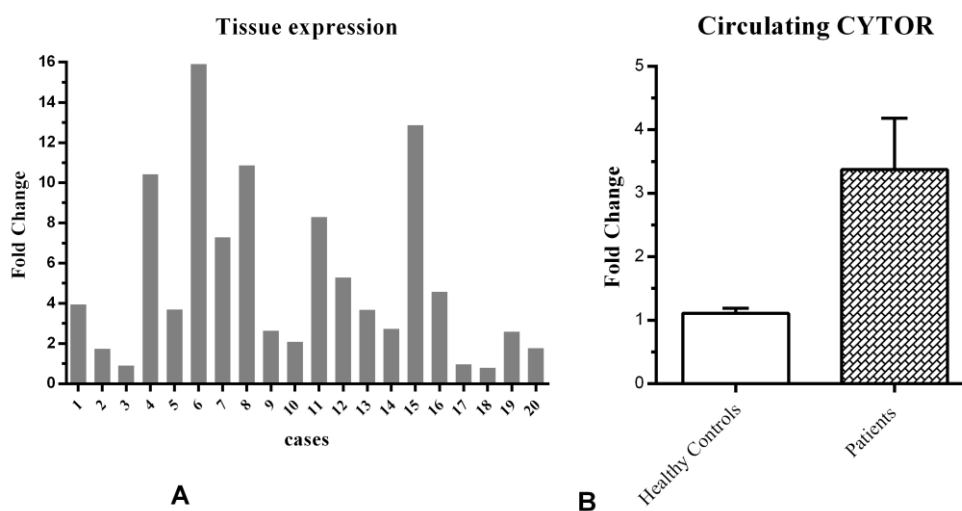 Tissue expression
Fold Change
16
14
12
10
8
6
4
2
0
1 2 3 4 5 6 7 8 9 10 11 12 13 14 15 16 17 18 19 20
cases
A
Circulating CYTOR
Fold Change
5
4
3
2
1
0
Healthy Controls
Patients
B